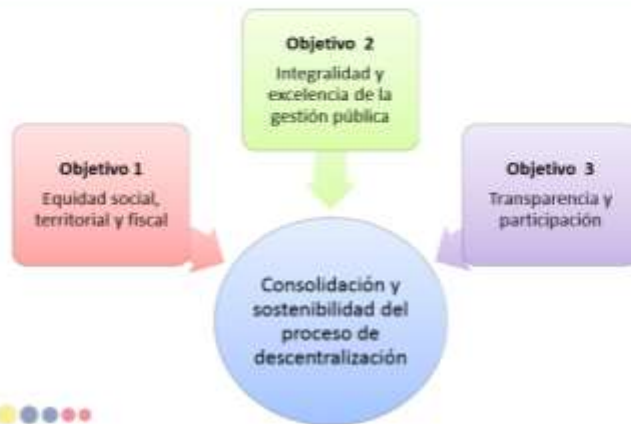 Objetivo 2
Integralidad y
excelencia de la
gestión pública
Objetivo 1
Equidad social,
territorial y fiscal
Objetivo 3
Transparencia y
participación
Consolidación y
sostenibilidad del
proceso de
descentralización